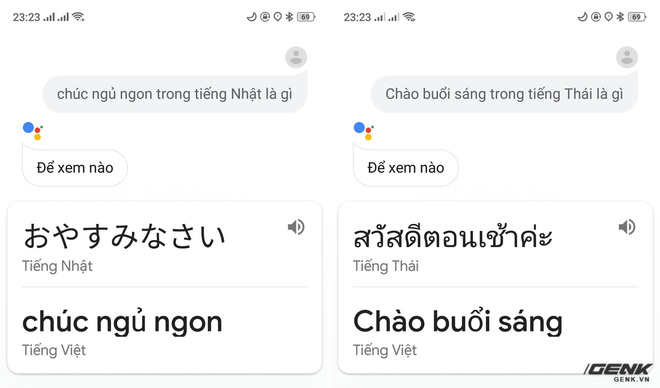 23:23
69
chúc ngủ ngon trong tiếng Nhật là gì
Để xem nào
おやすみなさい
Tiếng Nhật
chúc ngủ ngon
Tiếng Việt
23:23
69
Chào buổi sáng trong tiếng Thái là gì
Để xem nào
สวัสดีตอนเช้าค่ะ
Tiếng Thái
Chào buổi sáng
Tiếng Việt
GENK
GENK.VN